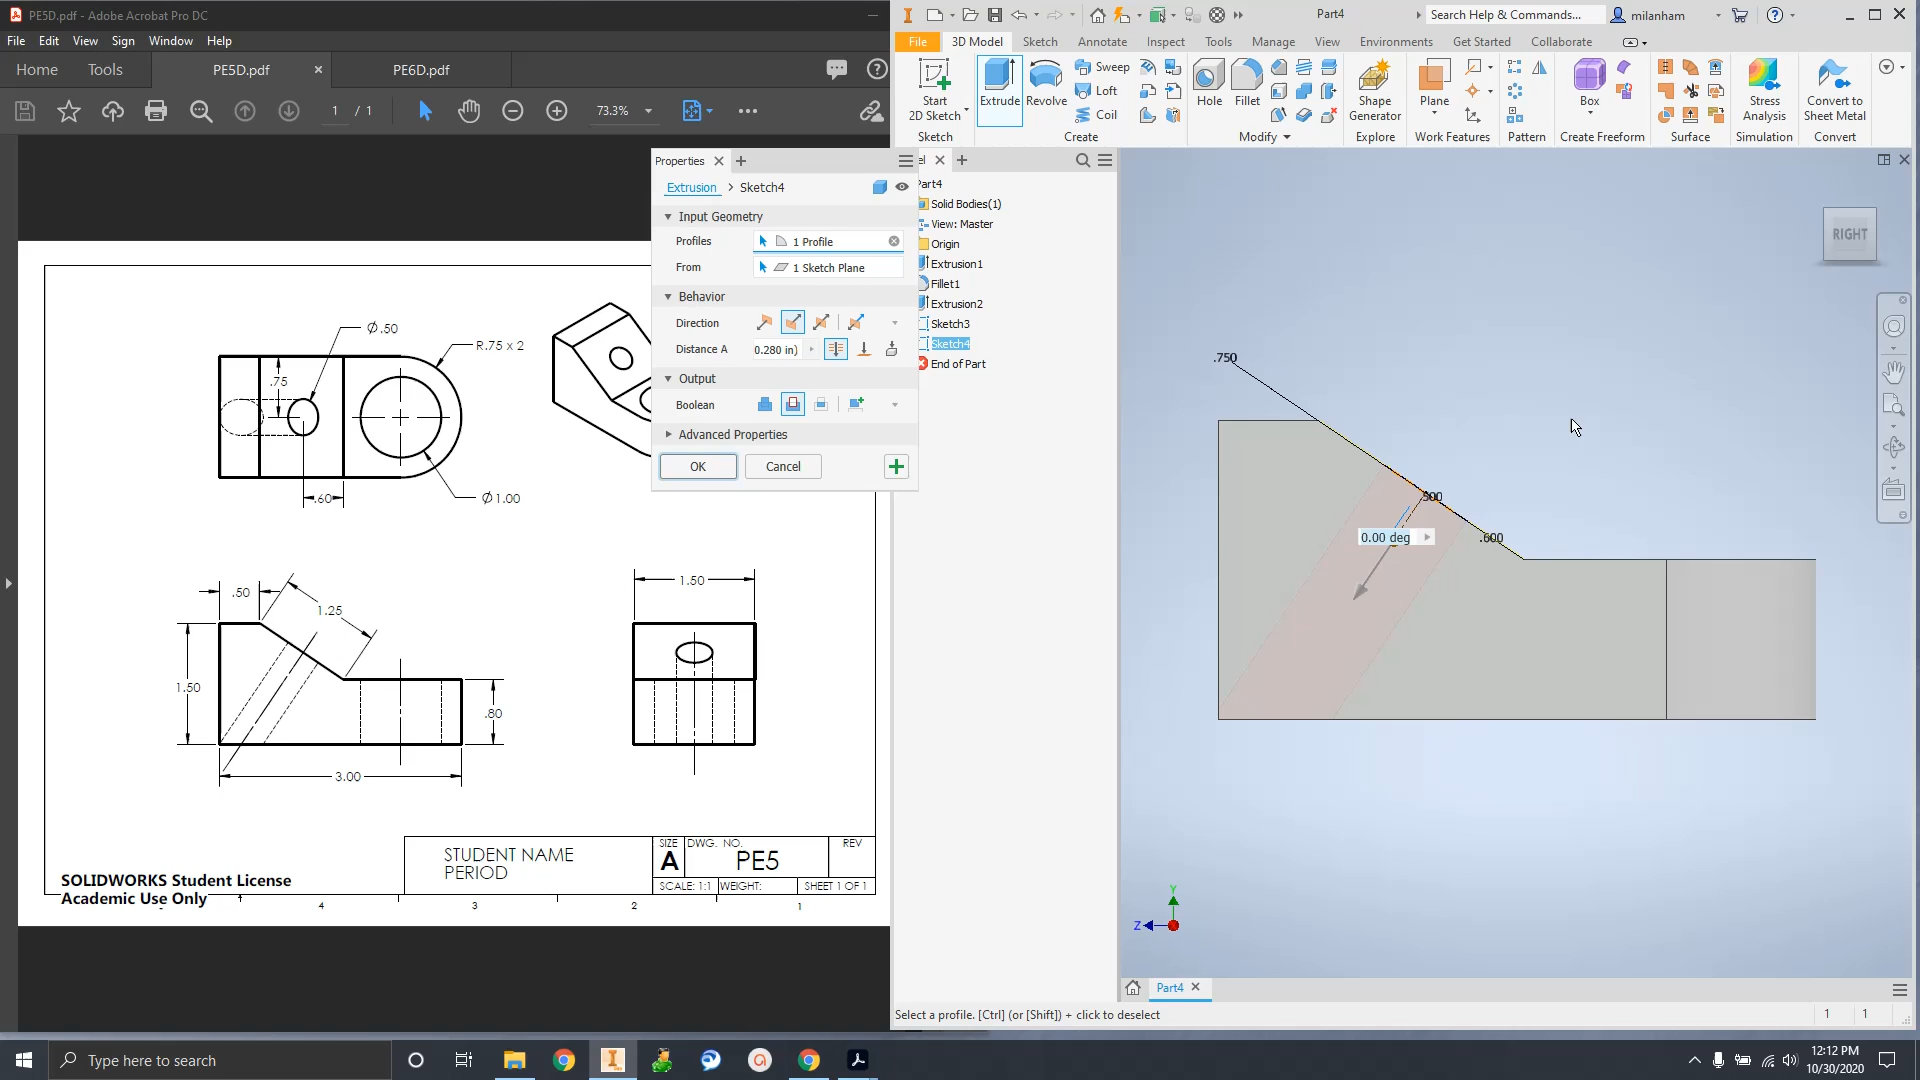 PE5D.pdf - Adobe Acrobat Pro DC
File Edit View Sign Window Help
Home Tools PE5D.pdf × PE6D.pdf
1 / 1 73.3%
Ø.50
R.75 x 2
.75
.60
Ø1.00
.50
1.25
1.50
1.50
.80
3.00
STUDENT NAME
PERIOD
SIZE DWG. NO. REV
A PE5
SCALE: 1:1 WEIGHT: SHEET 1 OF 1
SOLIDWORKS Student License
Academic Use Only
4 3 2 1
Part4
Search Help & Commands...
milanham
File 3D Model Sketch Annotate Inspect Tools Manage View Environments Get Started Collaborate
Start
2D Sketch
Sketch
Extrude Revolve
Sweep
Loft
Coil
Create
Hole Fillet
Modify
Shape
Generator
Explore
Plane
Work Features
Pattern
Box
Create Freeform
Surface
Stress
Analysis
Simulation
Convert to
Sheet Metal
Convert
Properties × +
Extrusion > Sketch4
Input Geometry
Profiles 1 Profile
From 1 Sketch Plane
Behavior
Direction
Distance A 0.280 in)
Output
Boolean
Advanced Properties
OK Cancel
el × +
Part4
Solid Bodies(1)
View: Master
Origin
Extrusion1
Fillet1
Extrusion2
Sketch3
Sketch4
End of Part
RIGHT
.750
.500
0.00 deg
.600
Y
Z
Part4 ×
Select a profile. [Ctrl] (or [Shift]) + click to deselect
1 1
Type here to search
12:12 PM
10/30/2020